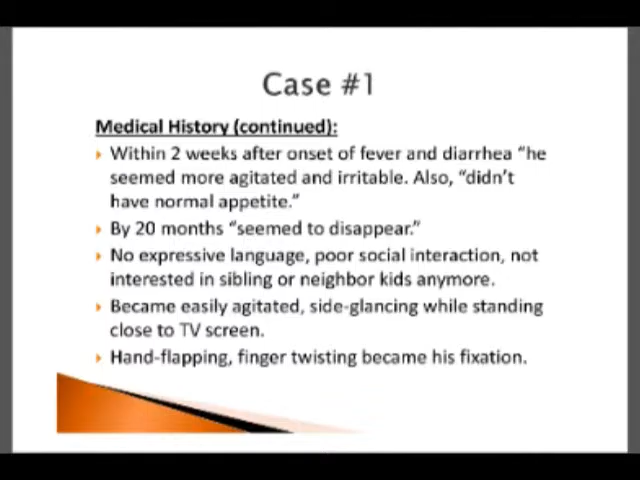 Case #1
Medical History (continued):
Within 2 weeks after onset of fever and diarrhea “he
seemed more agitated and irritable. Also, “didn’t
have normal appetite.”
By 20 months “seemed to disappear.”
No expressive language, poor social interaction, not
interested in sibling or neighbor kids anymore.
Became easily agitated, side-glancing while standing
close to TV screen.
Hand-flapping, finger twisting became his fixation.